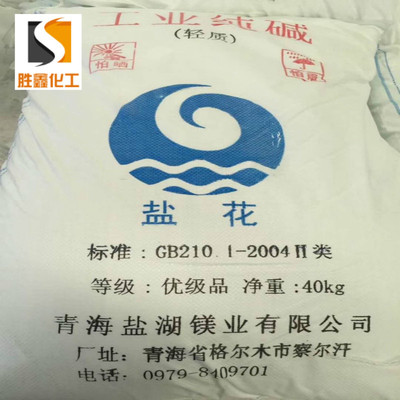 工业纯碱
(轻质)
胜鑫化工
怕晒
怕雨
盐花
标准:GB210.1-2004Ⅱ类
等级:优级品 净重:40kg
青海盐湖镁业有限公司
厂址:青海省格尔木市察尔汗
电话:0979-8409701